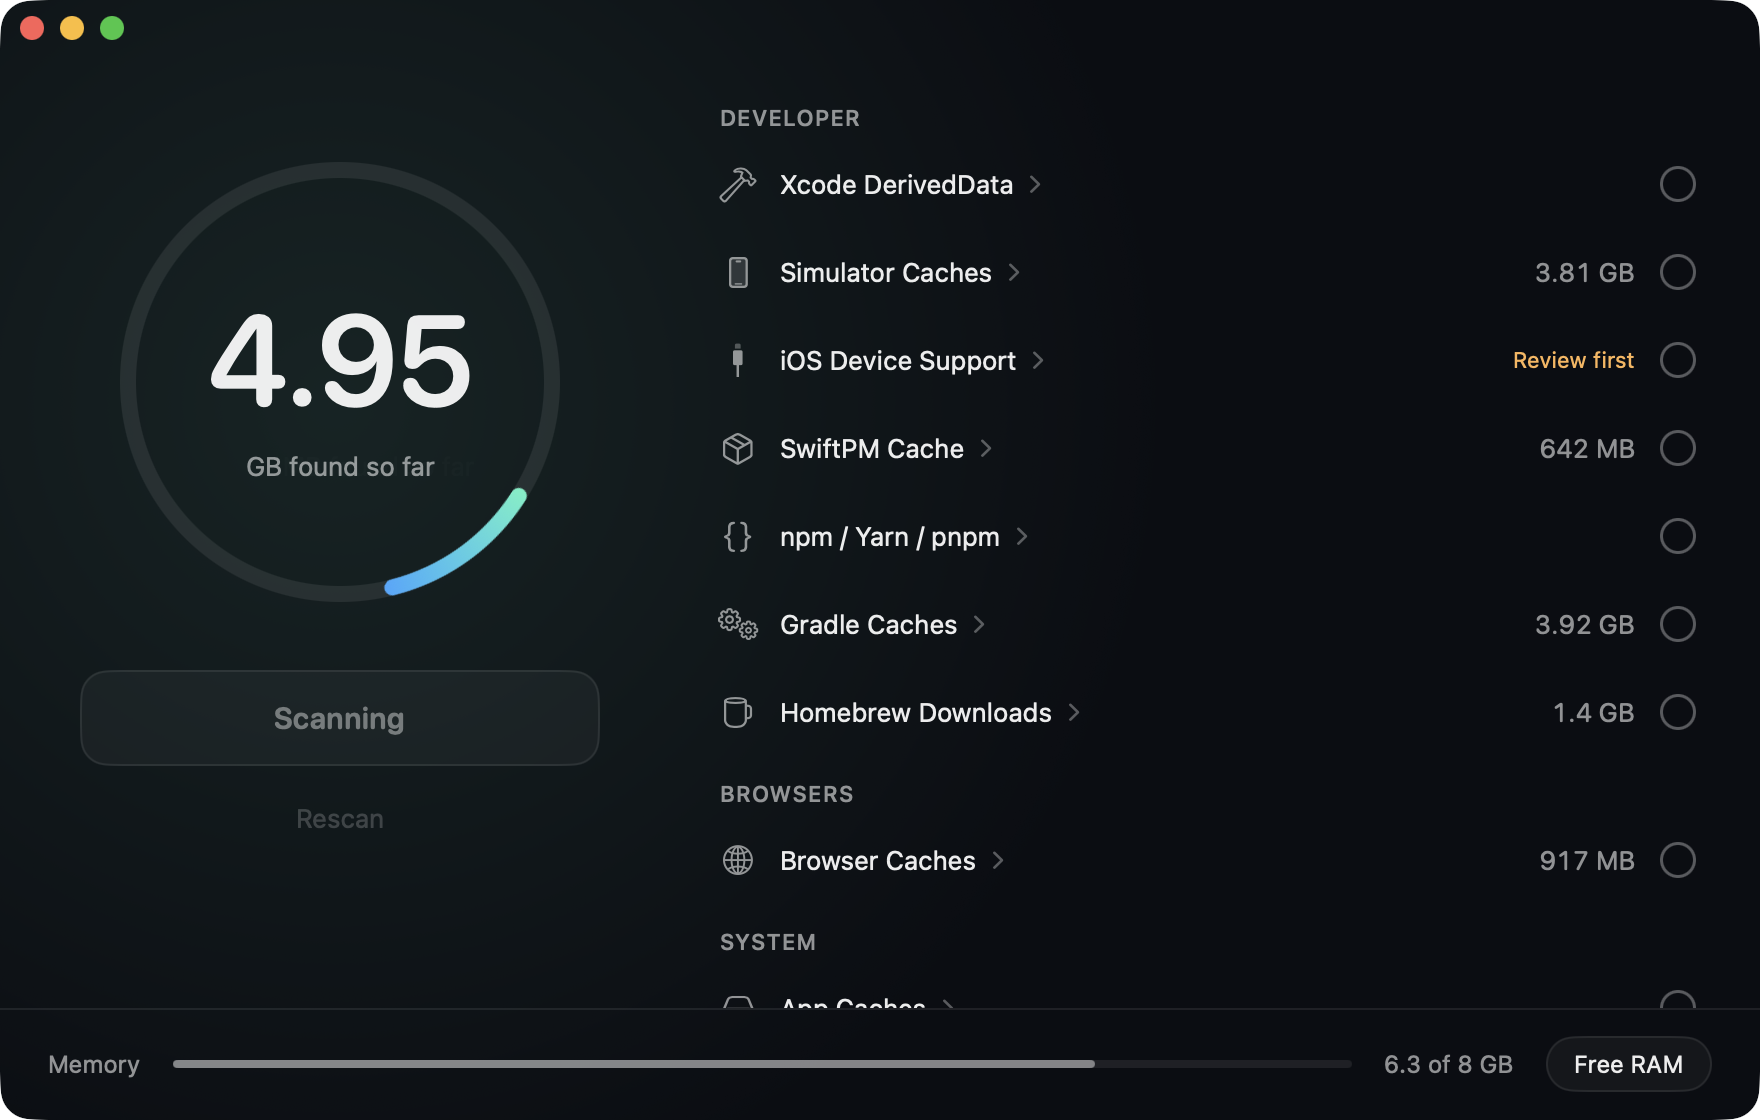 4.95
GB found so far
Scanning
Rescan
DEVELOPER
Xcode DerivedData
Simulator Caches 3.81 GB
iOS Device Support Review first
SwiftPM Cache 642 MB
npm / Yarn / pnpm
Gradle Caches 3.92 GB
Homebrew Downloads 1.4 GB
BROWSERS
Browser Caches 917 MB
SYSTEM
App Caches
Memory 6.3 of 8 GB Free RAM